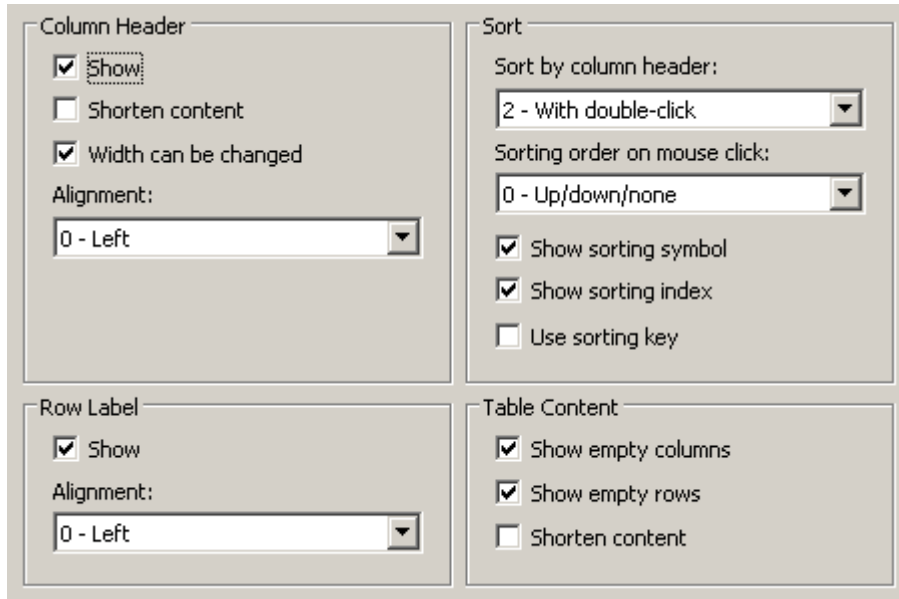 Column Header
Show
Shorten content
Width can be changed
Alignment:
0 - Left
Sort
Sort by column header:
2 - With double-click
Sorting order on mouse click:
0 - Up/down/none
Show sorting symbol
Show sorting index
Use sorting key
Row Label
Show
Alignment:
0 - Left
Table Content
Show empty columns
Show empty rows
Shorten content